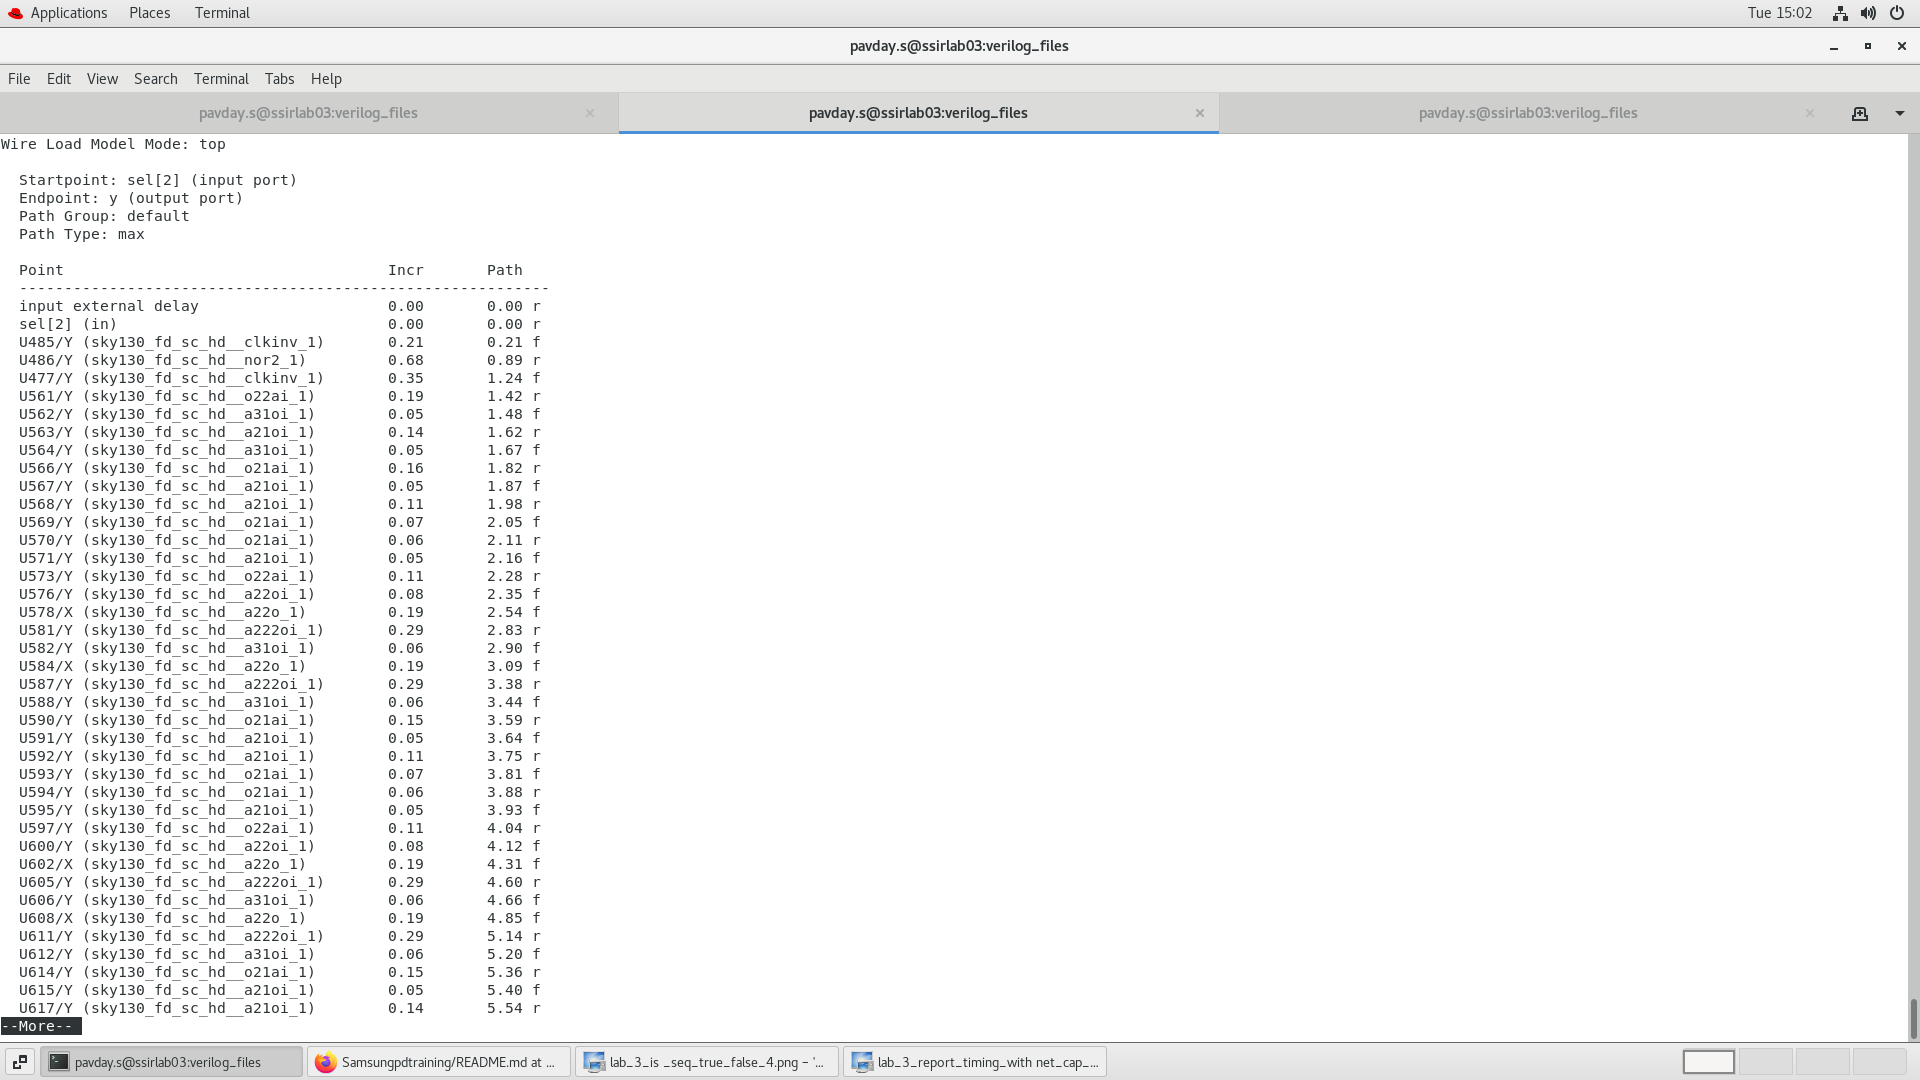 Applications Places Terminal Tue 15:02
pavday.s@ssirlab03:verilog_files
File Edit View Search Terminal Tabs Help
pavday.s@ssirlab03:verilog_files pavday.s@ssirlab03:verilog_files pavday.s@ssirlab03:verilog_files
Wire Load Model Mode: top
Startpoint: sel[2] (input port)
Endpoint: y (output port)
Path Group: default
Path Type: max
Point Incr Path
-----------------------------------------------------------
input external delay 0.00 0.00 r
sel[2] (in) 0.00 0.00 r
U485/Y (sky130_fd_sc_hd__clkinv_1) 0.21 0.21 f
U486/Y (sky130_fd_sc_hd__nor2_1) 0.68 0.89 r
U477/Y (sky130_fd_sc_hd__clkinv_1) 0.35 1.24 f
U561/Y (sky130_fd_sc_hd__o22ai_1) 0.19 1.42 r
U562/Y (sky130_fd_sc_hd__a31oi_1) 0.05 1.48 f
U563/Y (sky130_fd_sc_hd__a21oi_1) 0.14 1.62 r
U564/Y (sky130_fd_sc_hd__a31oi_1) 0.05 1.67 f
U566/Y (sky130_fd_sc_hd__o21ai_1) 0.16 1.82 r
U567/Y (sky130_fd_sc_hd__a21oi_1) 0.05 1.87 f
U568/Y (sky130_fd_sc_hd__a21oi_1) 0.11 1.98 r
U569/Y (sky130_fd_sc_hd__o21ai_1) 0.07 2.05 f
U570/Y (sky130_fd_sc_hd__o21ai_1) 0.06 2.11 r
U571/Y (sky130_fd_sc_hd__a21oi_1) 0.05 2.16 f
U573/Y (sky130_fd_sc_hd__o22ai_1) 0.11 2.28 r
U576/Y (sky130_fd_sc_hd__a22oi_1) 0.08 2.35 f
U578/X (sky130_fd_sc_hd__a22o_1) 0.19 2.54 f
U581/Y (sky130_fd_sc_hd__a222oi_1) 0.29 2.83 r
U582/Y (sky130_fd_sc_hd__a31oi_1) 0.06 2.90 f
U584/X (sky130_fd_sc_hd__a22o_1) 0.19 3.09 f
U587/Y (sky130_fd_sc_hd__a222oi_1) 0.29 3.38 r
U588/Y (sky130_fd_sc_hd__a31oi_1) 0.06 3.44 f
U590/Y (sky130_fd_sc_hd__o21ai_1) 0.15 3.59 r
U591/Y (sky130_fd_sc_hd__a21oi_1) 0.05 3.64 f
U592/Y (sky130_fd_sc_hd__a21oi_1) 0.11 3.75 r
U593/Y (sky130_fd_sc_hd__o21ai_1) 0.07 3.81 f
U594/Y (sky130_fd_sc_hd__o21ai_1) 0.06 3.88 r
U595/Y (sky130_fd_sc_hd__a21oi_1) 0.05 3.93 f
U597/Y (sky130_fd_sc_hd__o22ai_1) 0.11 4.04 r
U600/Y (sky130_fd_sc_hd__a22oi_1) 0.08 4.12 f
U602/X (sky130_fd_sc_hd__a22o_1) 0.19 4.31 f
U605/Y (sky130_fd_sc_hd__a222oi_1) 0.29 4.60 r
U606/Y (sky130_fd_sc_hd__a31oi_1) 0.06 4.66 f
U608/X (sky130_fd_sc_hd__a22o_1) 0.19 4.85 f
U611/Y (sky130_fd_sc_hd__a222oi_1) 0.29 5.14 r
U612/Y (sky130_fd_sc_hd__a31oi_1) 0.06 5.20 f
U614/Y (sky130_fd_sc_hd__o21ai_1) 0.15 5.36 r
U615/Y (sky130_fd_sc_hd__a21oi_1) 0.05 5.40 f
U617/Y (sky130_fd_sc_hd__a21oi_1) 0.14 5.54 r
--More--
pavday.s@ssirlab03:verilog_files Samsungpdtraining/README.md at ... lab_3_is _seq_true_false_4.png – '... lab_3_report_timing_with net_cap_...